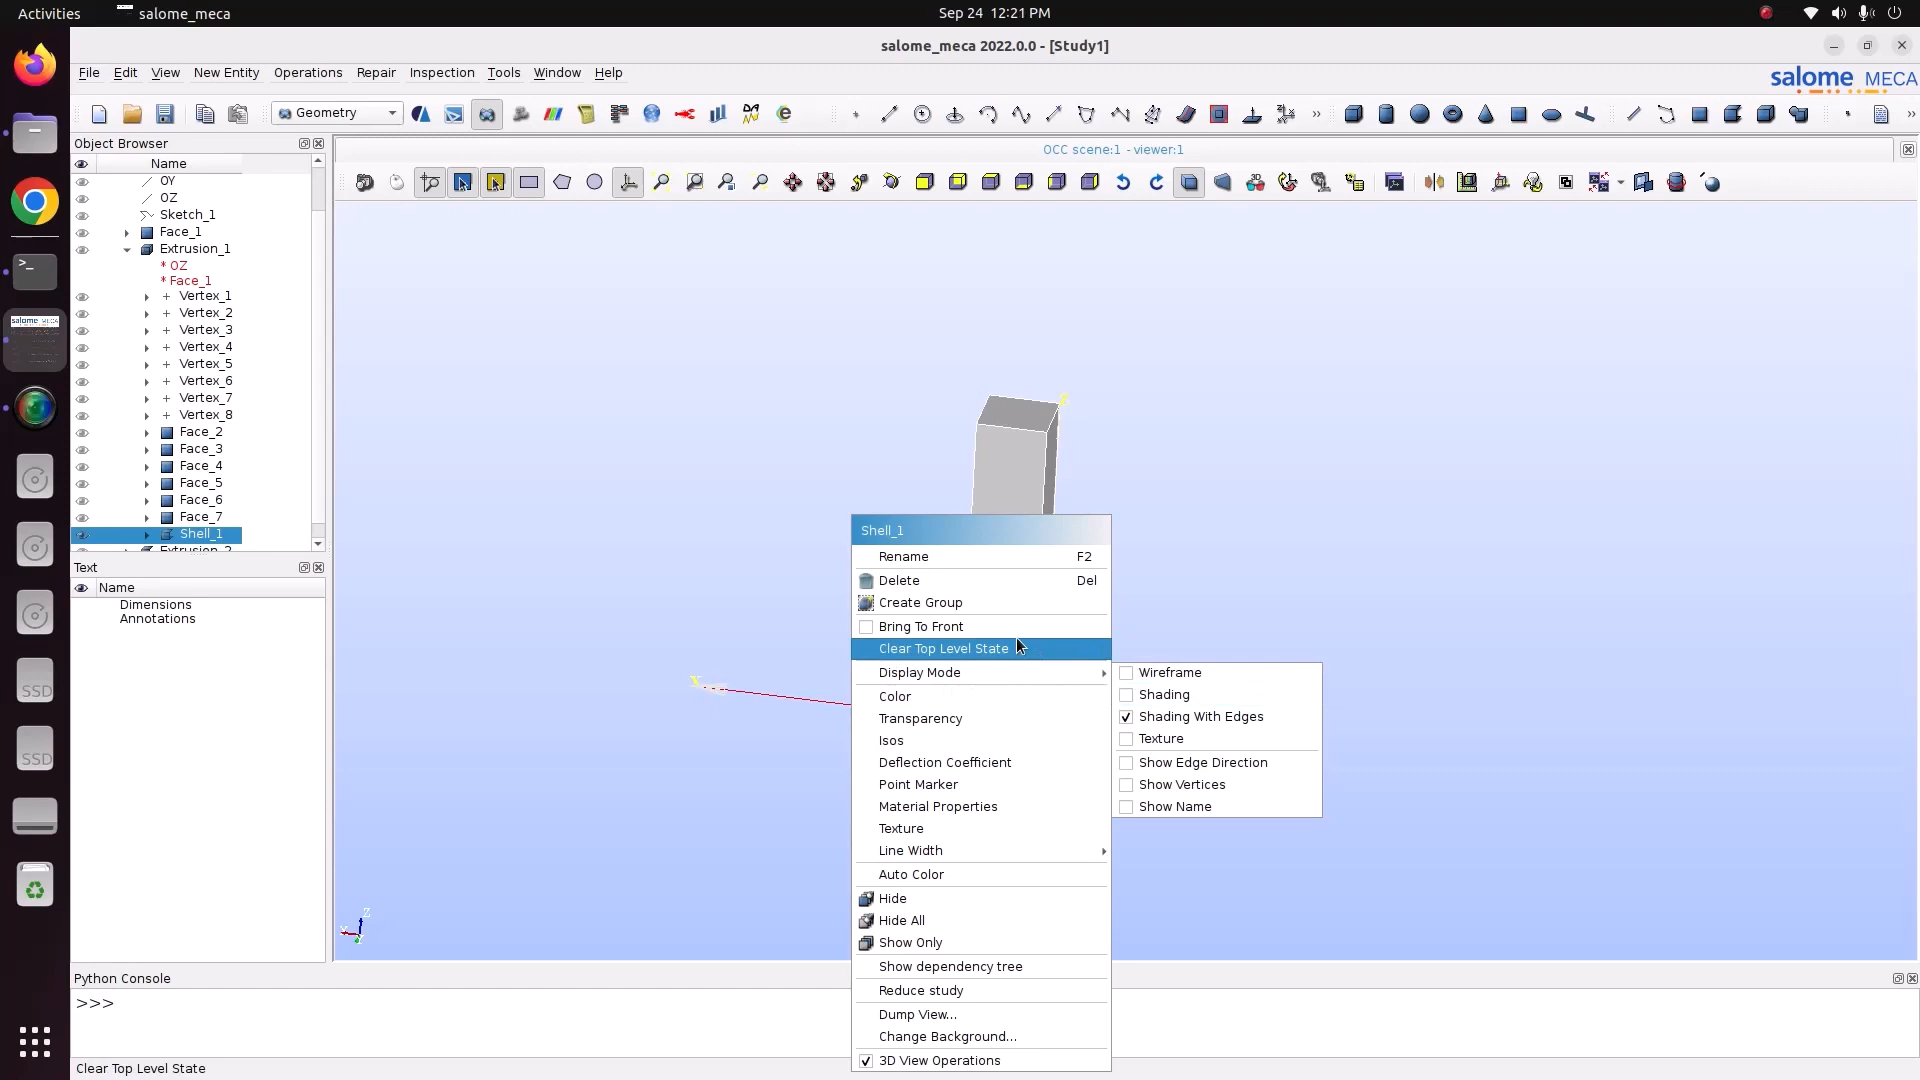 Activities
salome_meca
Sep 24 12:21 PM
salome_meca 2022.0.0 - [Study1]
File Edit View New Entity Operations Repair Inspection Tools Window Help
salome MECA
Geometry
Object Browser
OCC scene:1 - viewer:1
Name
OY
OZ
Sketch_1
Face_1
Extrusion_1
* OZ
* Face_1
Vertex_1
Vertex_2
Vertex_3
Vertex_4
Vertex_5
Vertex_6
Vertex_7
Vertex_8
Face_2
Face_3
Face_4
Face_5
Face_6
Face_7
Shell_1
Extrusion_2
Text
Name
Dimensions
Annotations
Shell_1
Rename F2
Delete Del
Create Group
Bring To Front
Clear Top Level State
Display Mode
Color
Transparency
Isos
Deflection Coefficient
Point Marker
Material Properties
Texture
Line Width
Auto Color
Hide
Hide All
Show Only
Show dependency tree
Reduce study
Dump View...
Change Background...
3D View Operations
Wireframe
Shading
Shading With Edges
Texture
Show Edge Direction
Show Vertices
Show Name
Z
Python Console
>>>
Clear Top Level State
salome
SSD
SSD